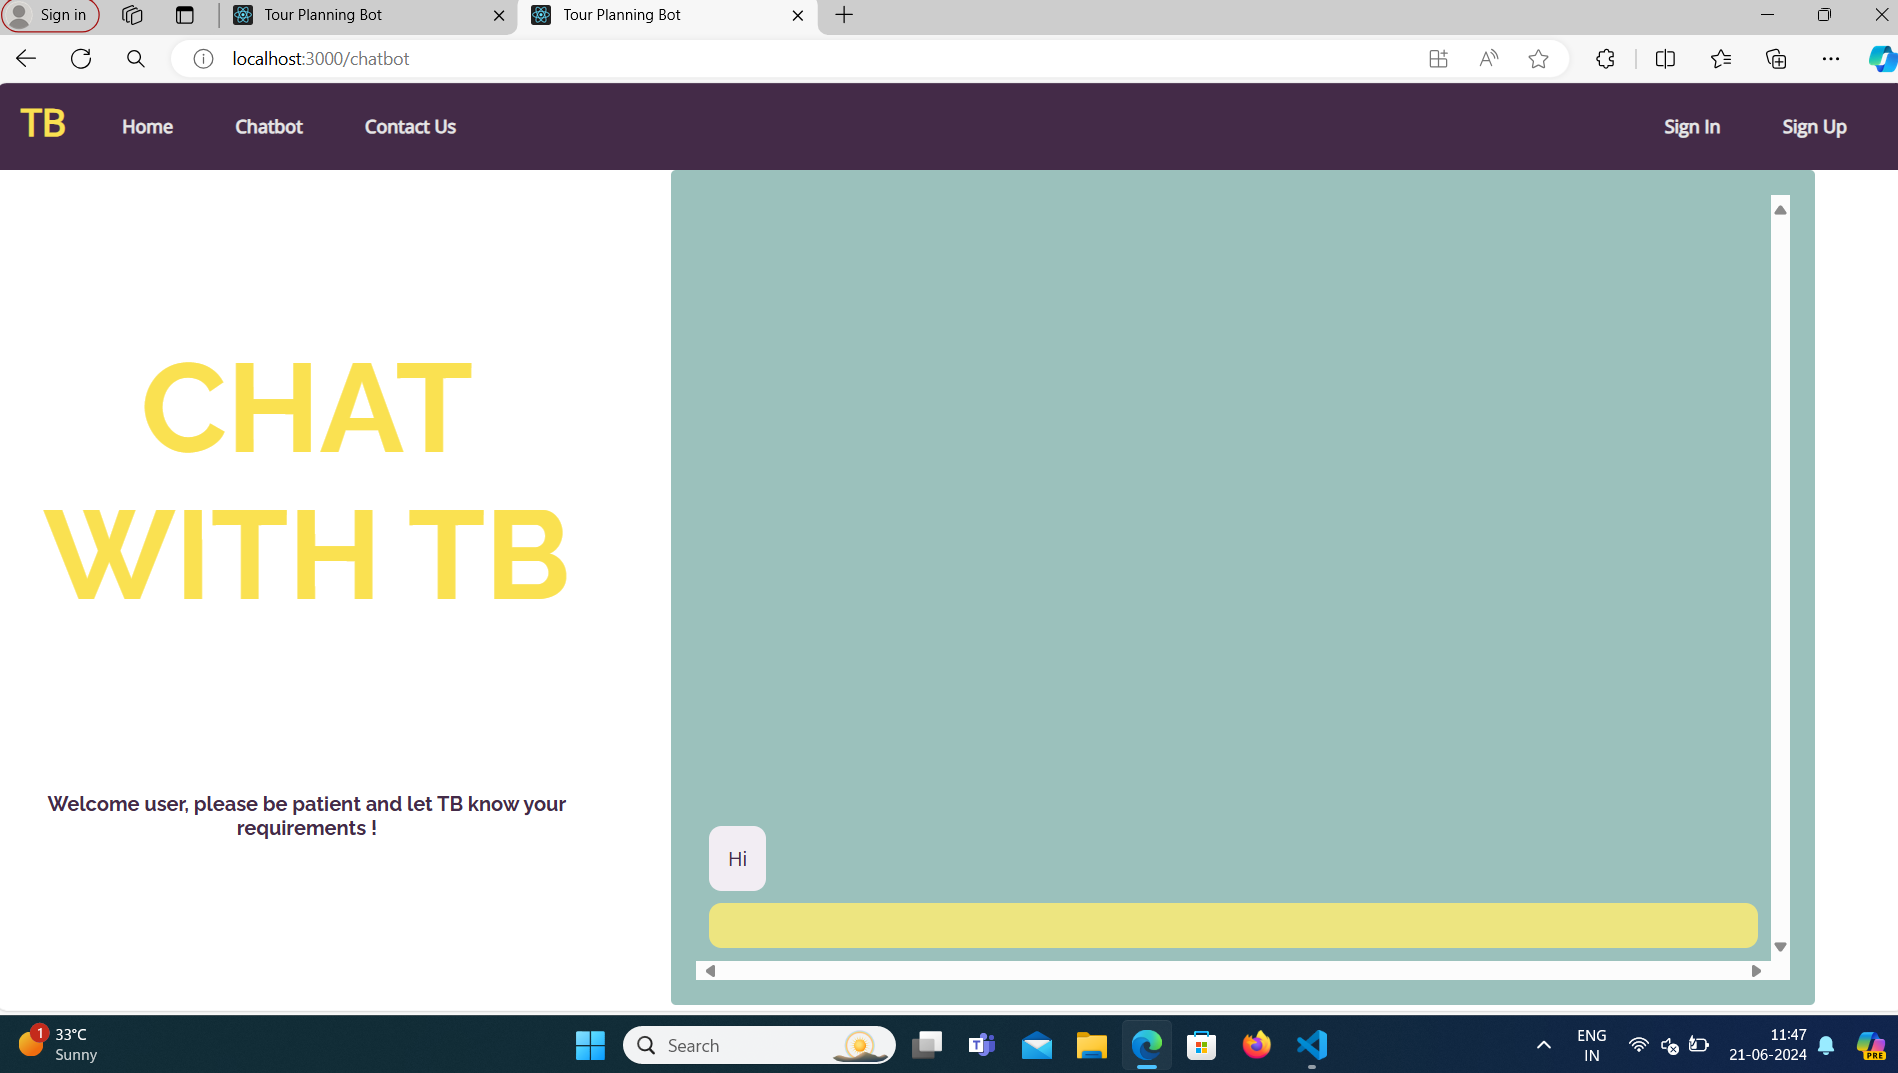 Sign in
Tour Planning Bot
Tour Planning Bot
localhost:3000/chatbot
TB
Home
Chatbot
Contact Us
Sign In
Sign Up
CHAT
WITH TB
Welcome user, please be patient and let TB know your
requirements !
Hi
1
33°C
Sunny
Search
T
ENG
IN
11:47
21-06-2024
PRE